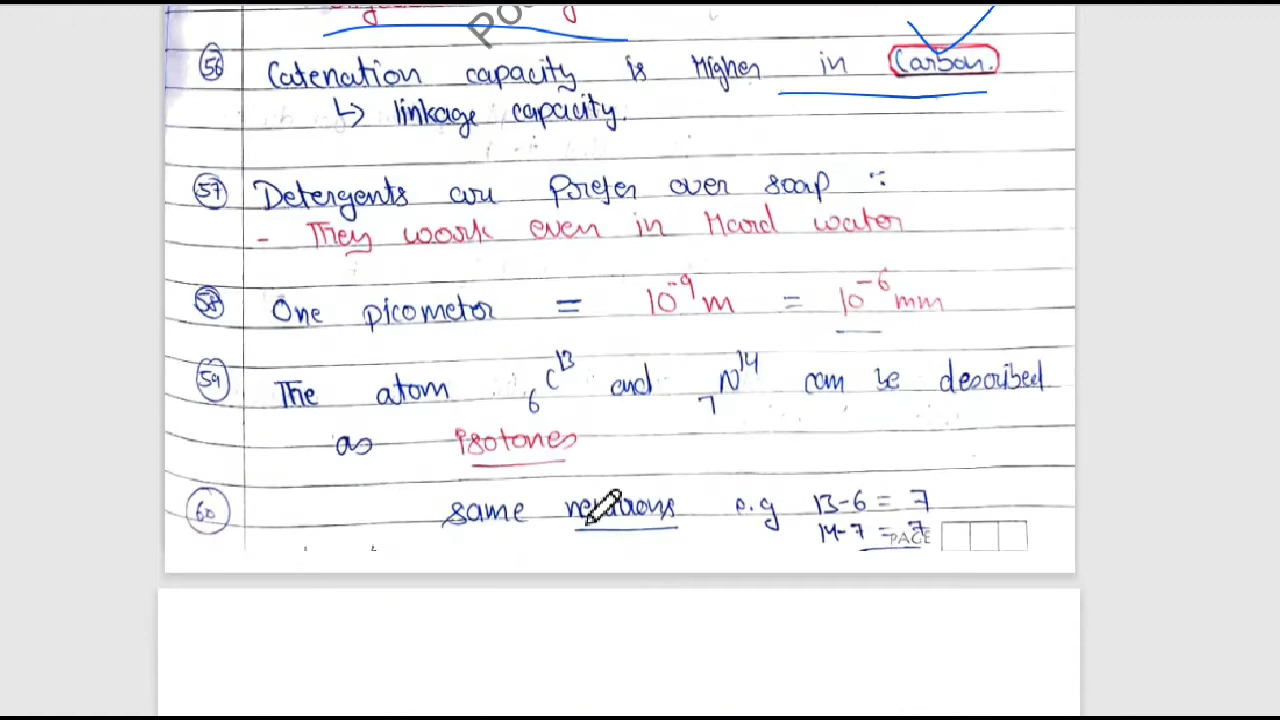 Po
56 Catenation capacity is Higher in Carbon.
↳ linkage capacity.
57 Detergents are Prefer over soap ∵
- They work even in Hard water
58 One picometer = 10⁻⁹ m = 10⁻⁶ mm
59 The atom ₆C¹³ and ₇N¹⁴ can be described
as Isotones
60 same neutrons e.g 13-6 = 7
14-7 = 7
PAGE